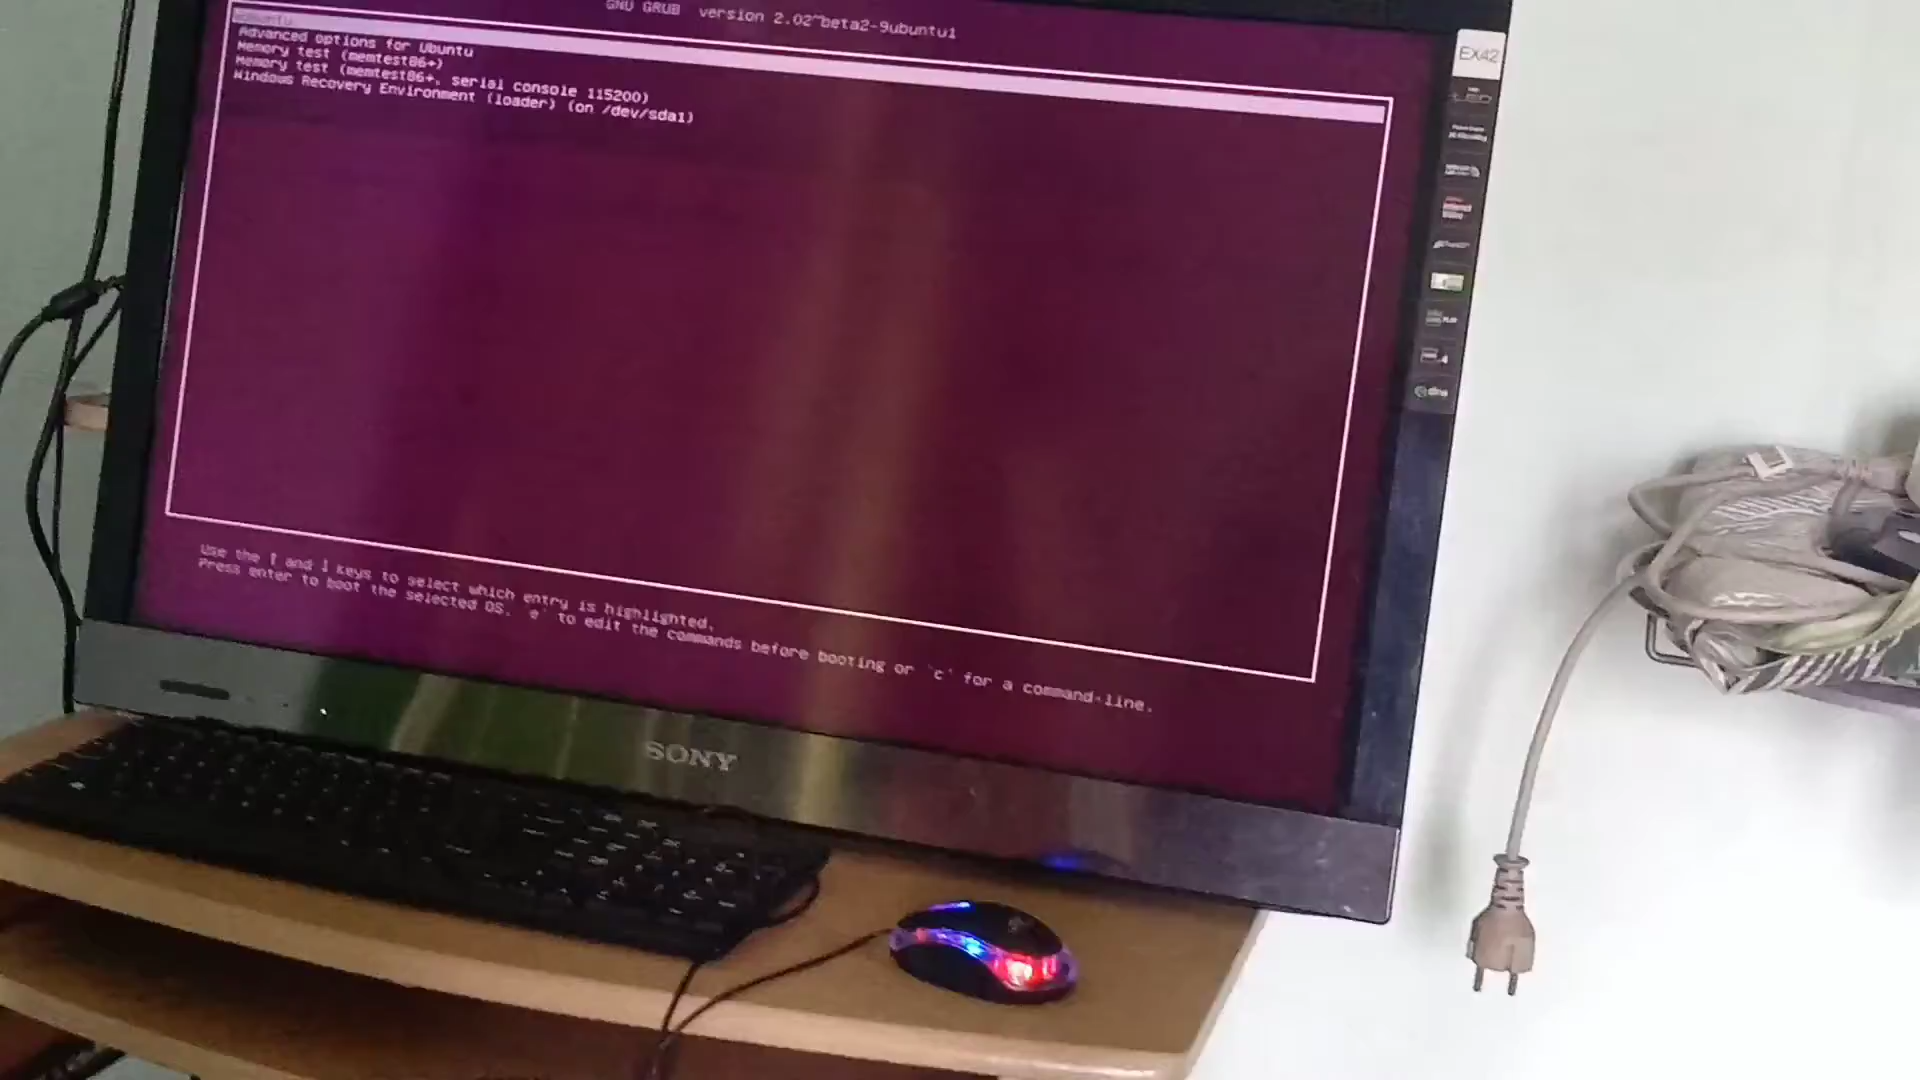 GNU GRUB version 2.02~beta2-9ubuntu1
*Ubuntu
Advanced options for Ubuntu
Memory test (memtest86+)
Memory test (memtest86+, serial console 115200)
Windows Recovery Environment (loader) (on /dev/sda1)
Use the ↑ and ↓ keys to select which entry is highlighted.
Press enter to boot the selected OS, `e' to edit the commands before booting or `c' for a command-line.
SONY
EX42
LED
dlna